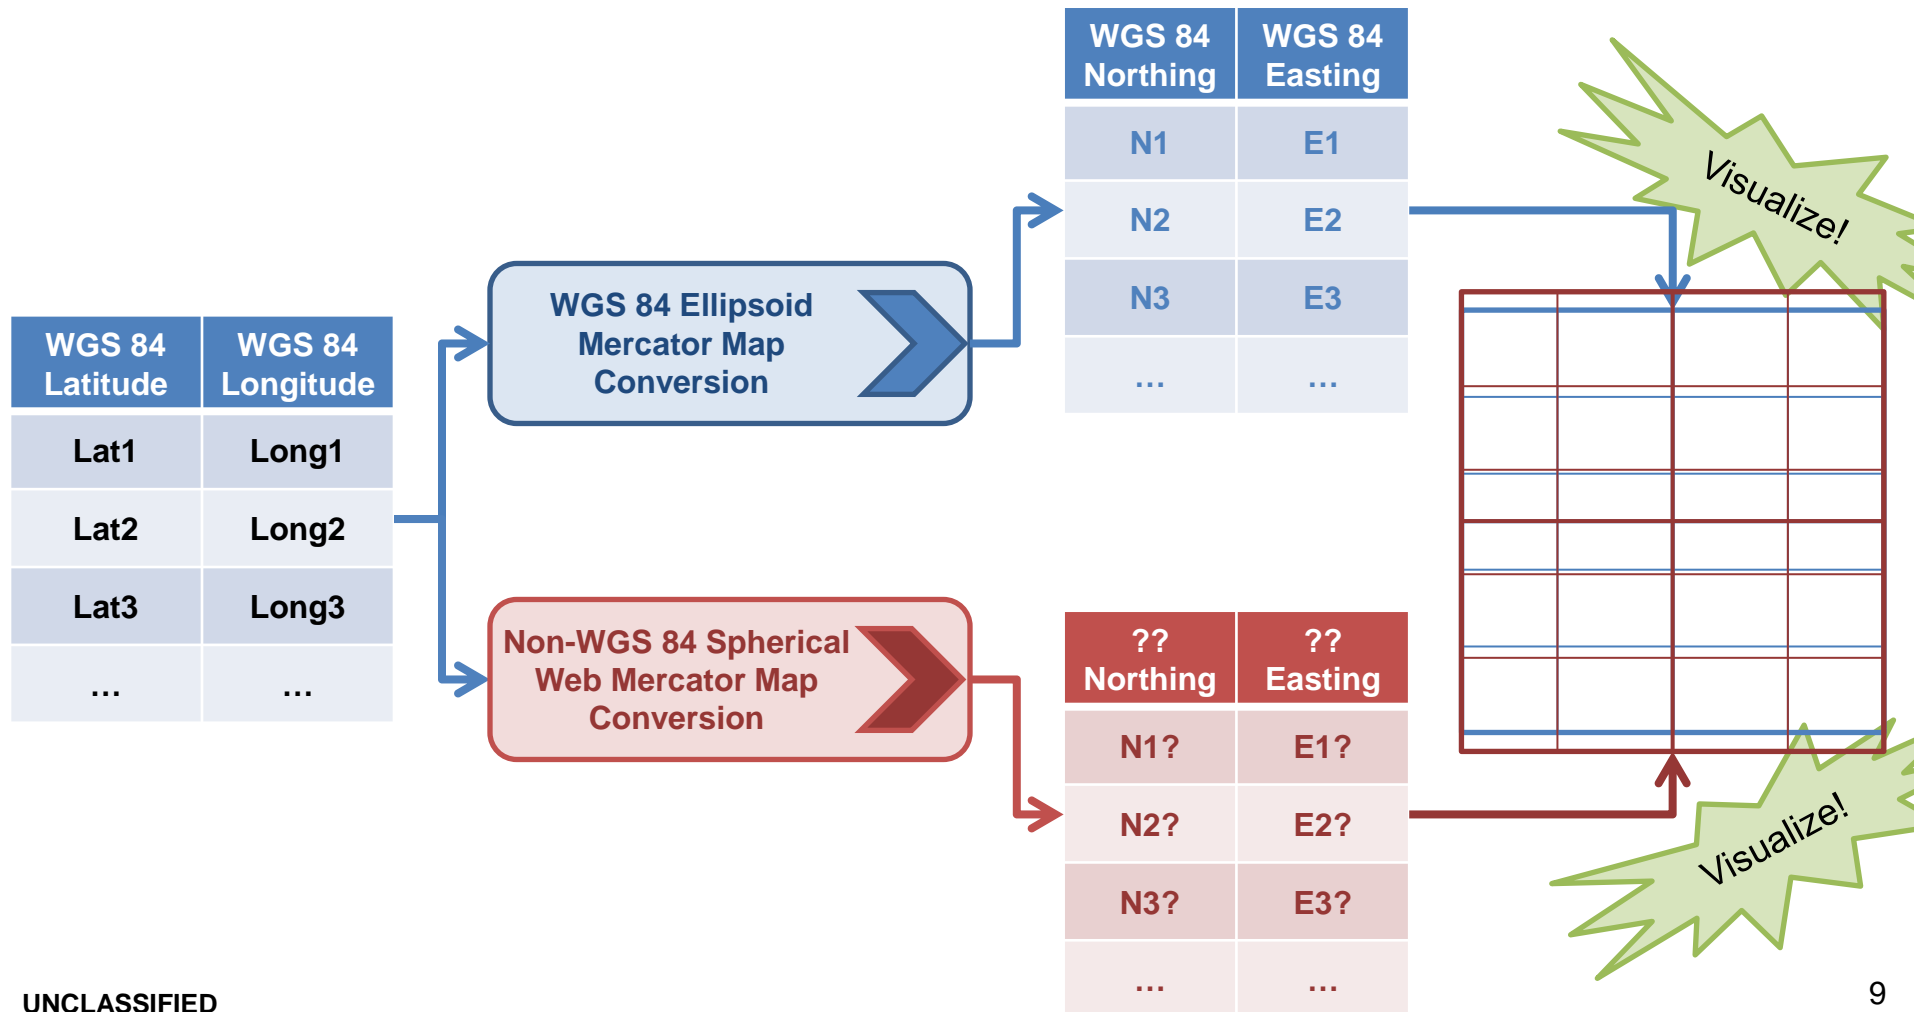 WGS 84 Latitude
WGS 84 Longitude
Lat1 Long1
Lat2 Long2
Lat3 Long3
… …
WGS 84 Ellipsoid
Mercator Map
Conversion
Non-WGS 84 Spherical
Web Mercator Map
Conversion
WGS 84 Northing
WGS 84 Easting
N1 E1
N2 E2
N3 E3
… …
?? Northing
?? Easting
N1? E1?
N2? E2?
N3? E3?
… …
Visualize!
Visualize!
UNCLASSIFIED
9